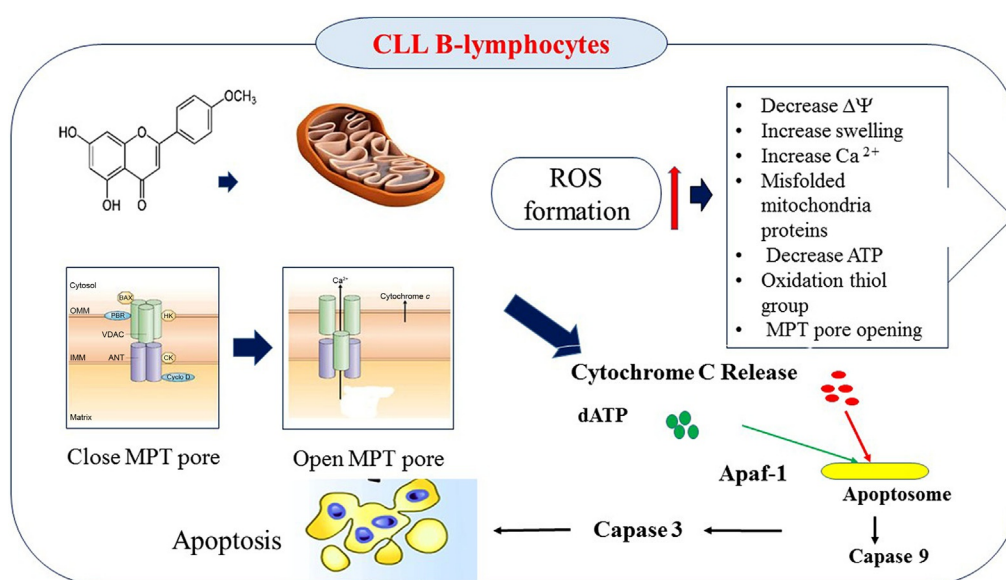 CLL B-lymphocytes
OCH3
HO
O
OH
O
ROS
formation
• Decrease ΔΨ
• Increase swelling
• Increase Ca 2+
• Misfolded
mitochondria
proteins
• Decrease ATP
• Oxidation thiol
group
• MPT pore opening
Cytosol
BAX
OMM
PBR
HK
VDAC
IMM
ANT
CK
Cyclo D
Matrix
Close MPT pore
Ca2+
Cytochrome c
Open MPT pore
Cytochrome C Release
dATP
Apaf-1
Apoptosome
Apoptosis
Capase 3
Capase 9